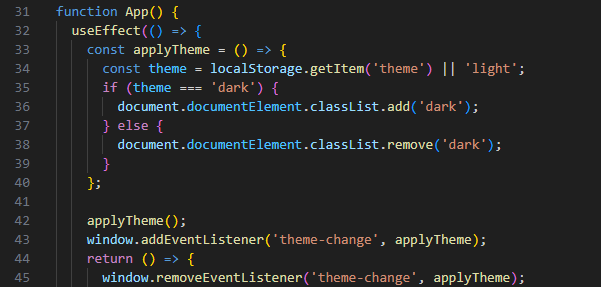 31 function App() {
32   useEffect(() => {
33     const applyTheme = () => {
34       const theme = localStorage.getItem('theme') || 'light';
35       if (theme === 'dark') {
36         document.documentElement.classList.add('dark');
37       } else {
38         document.documentElement.classList.remove('dark');
39       }
40     };
41
42     applyTheme();
43     window.addEventListener('theme-change', applyTheme);
44     return () => {
45       window.removeEventListener('theme-change', applyTheme);